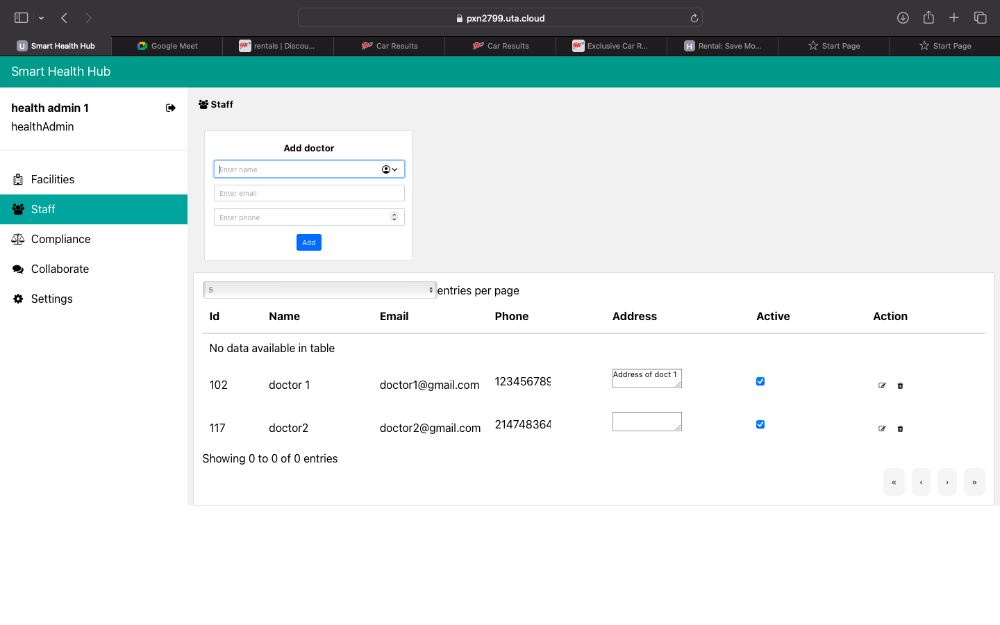 pxn2799.uta.cloud
U Smart Health Hub
Google Meet
rentals | Discou...
Car Results
Car Results
Exclusive Car R...
H Rental: Save Mo...
Start Page
Start Page
Smart Health Hub
health admin 1
healthAdmin
Facilities
Staff
Compliance
Collaborate
Settings
Staff
Add doctor
Enter name
Enter email
Enter phone
Add
5 entries per page
Id Name Email Phone Address Active Action
No data available in table
102 doctor 1 doctor1@gmail.com 123456789 Address of doct 1
117 doctor2 doctor2@gmail.com 214748364
Showing 0 to 0 of 0 entries
« ‹ › »